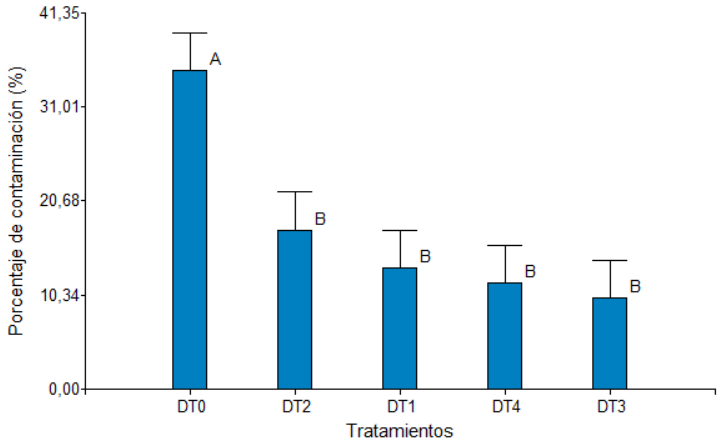 Porcentaje de contaminación (%)
41,35
31,01
20,68
10,34
0,00
A
B
B
B
B
DT0 DT2 DT1 DT4 DT3
Tratamientos